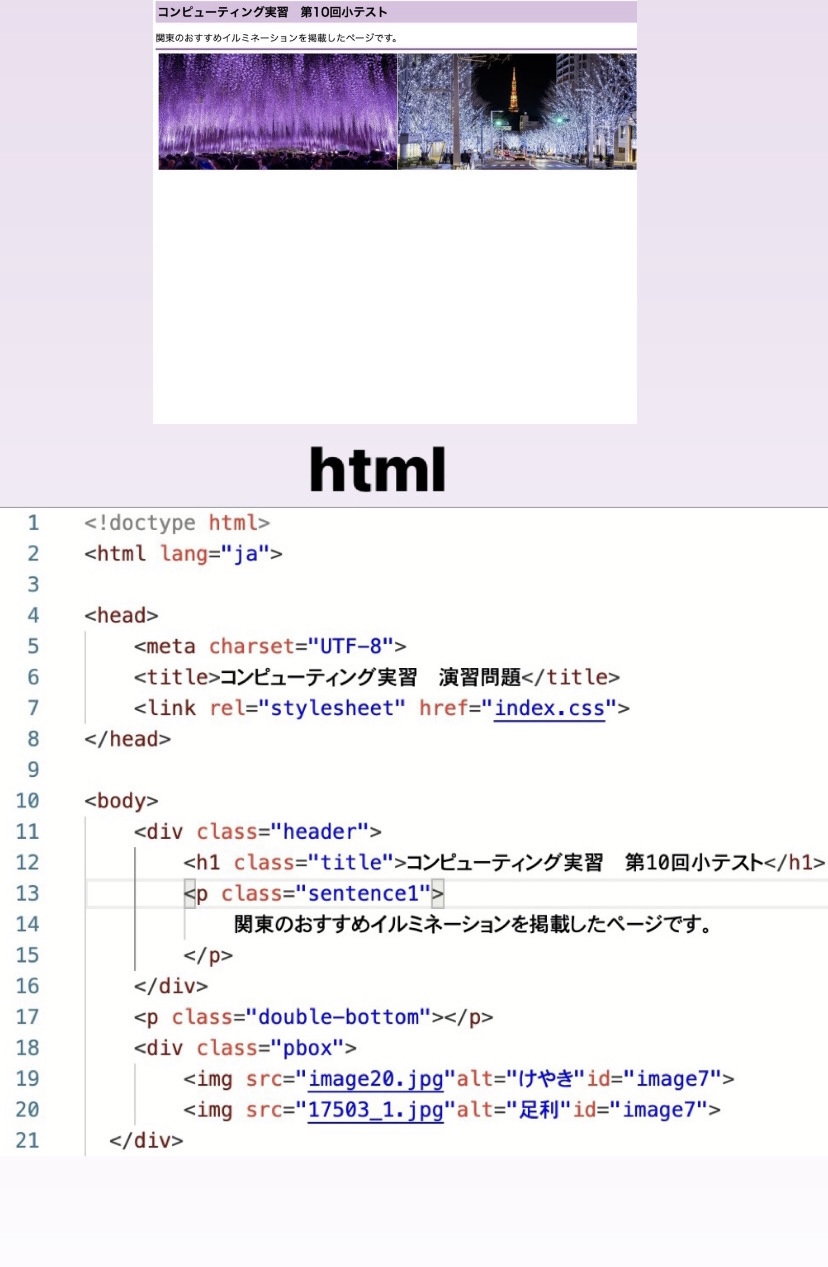 コンピューティング実習　第10回小テスト
関東のおすすめイルミネーションを掲載したページです。
html
1 <!doctype html>
2 <html lang="ja">
3
4 <head>
5 <meta charset="UTF-8">
6 <title>コンピューティング実習　演習問題</title>
7 <link rel="stylesheet" href="index.css">
8 </head>
9
10 <body>
11 <div class="header">
12 <h1 class="title">コンピューティング実習　第10回小テスト</h1>
13 <p class="sentence1">
14 関東のおすすめイルミネーションを掲載したページです。
15 </p>
16 </div>
17 <p class="double-bottom"></p>
18 <div class="pbox">
19 <img src="image20.jpg"alt="けやき"id="image7">
20 <img src="17503_1.jpg"alt="足利"id="image7">
21 </div>